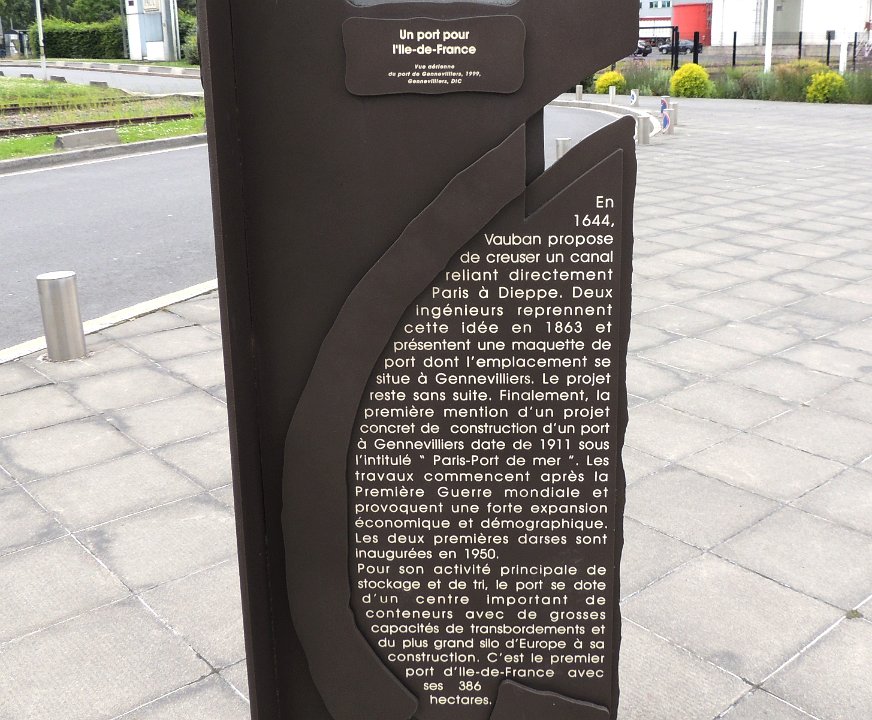 Un port pour
l'Ile-de-France
Vue aérienne
du port de Gennevilliers, 1999,
Gennevilliers, DIC
En
1644,
Vauban propose
de creuser un canal
reliant directement
Paris à Dieppe. Deux
ingénieurs reprennent
cette idée en 1863 et
présentent une maquette de
port dont l'emplacement se
situe à Gennevilliers. Le projet
reste sans suite. Finalement, la
première mention d'un projet
concret de construction d'un port
à Gennevilliers date de 1911 sous
l'intitulé " Paris-Port de mer ". Les
travaux commencent après la
Première Guerre mondiale et
provoquent une forte expansion
économique et démographique.
Les deux premières darses sont
inaugurées en 1950.
Pour son activité principale de
stockage et de tri, le port se dote
d'un centre important de
conteneurs avec de grosses
capacités de transbordements et
du plus grand silo d'Europe à sa
construction. C'est le premier
port d'Ile-de-France avec
ses 386
hectares.